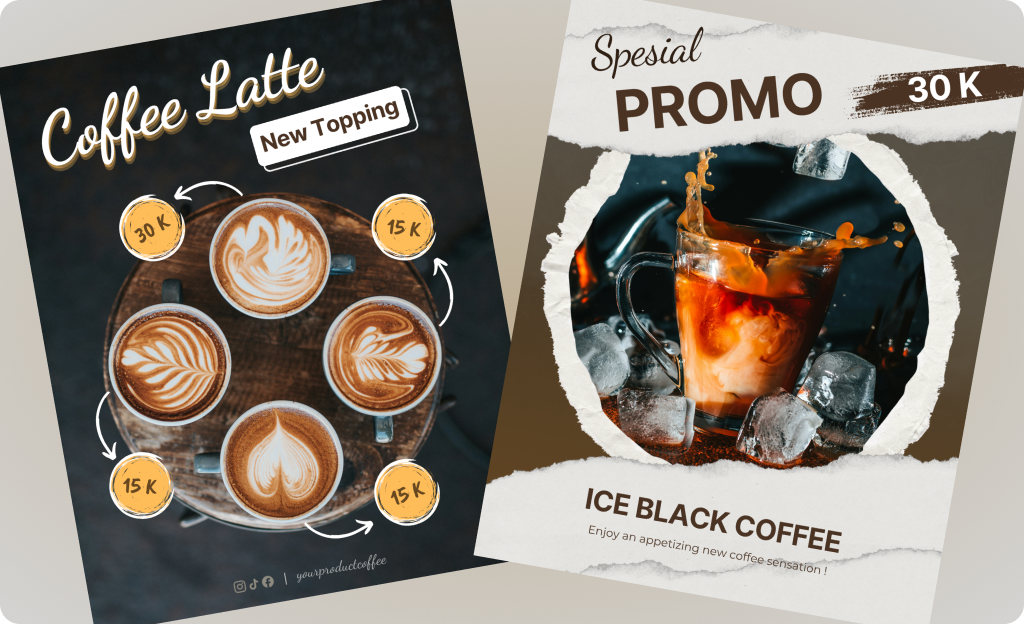 Coffee Latte
New Topping
30 K
15 K
15 K
15 K
yourproductcoffee
Spesial
PROMO
30 K
ICE BLACK COFFEE
Enjoy an appetizing new coffee sensation !